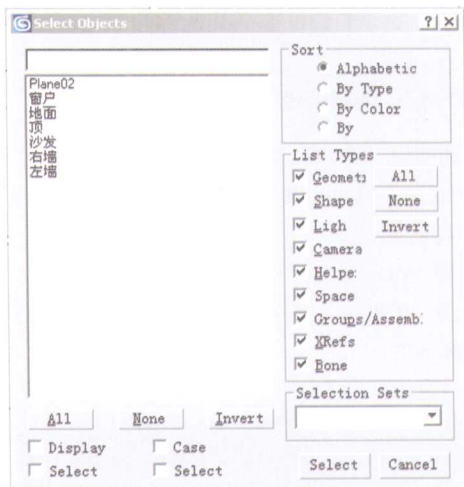 Select Objects
Plane02
窗户
地面
顶
沙发
右墙
左墙
All
None
Invert
Display
Case
Select
Select
Sort
Alphabetic
By Type
By Color
By
List Types
Geomet
All
Shape
None
Ligh
Invert
Camera
Helpe
Space
Groups/Assemb
XRefs
Bone
Selection Sets
Select
Cancel